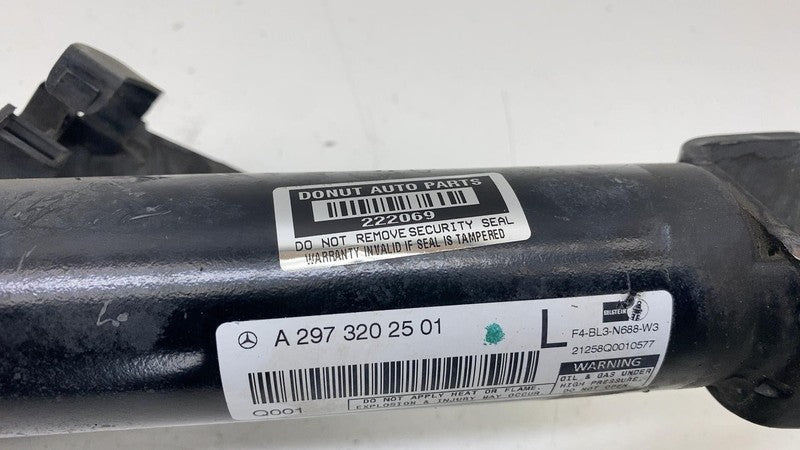 DONUT AUTO PARTS
222069
DO NOT REMOVE SECURITY SEAL
WARRANTY INVALID IF SEAL IS TAMPERED
A 297 320 25 01
L
BILSTEIN
F4-BL3-N688-W3
21258Q0010577
Q001
DO NOT APPLY HEAT OR FLAME.
EXPLOSION & INJURY MAY OCCUR.
WARNING
OIL & GAS UNDER
HIGH PRESSURE.
DO NOT OPEN